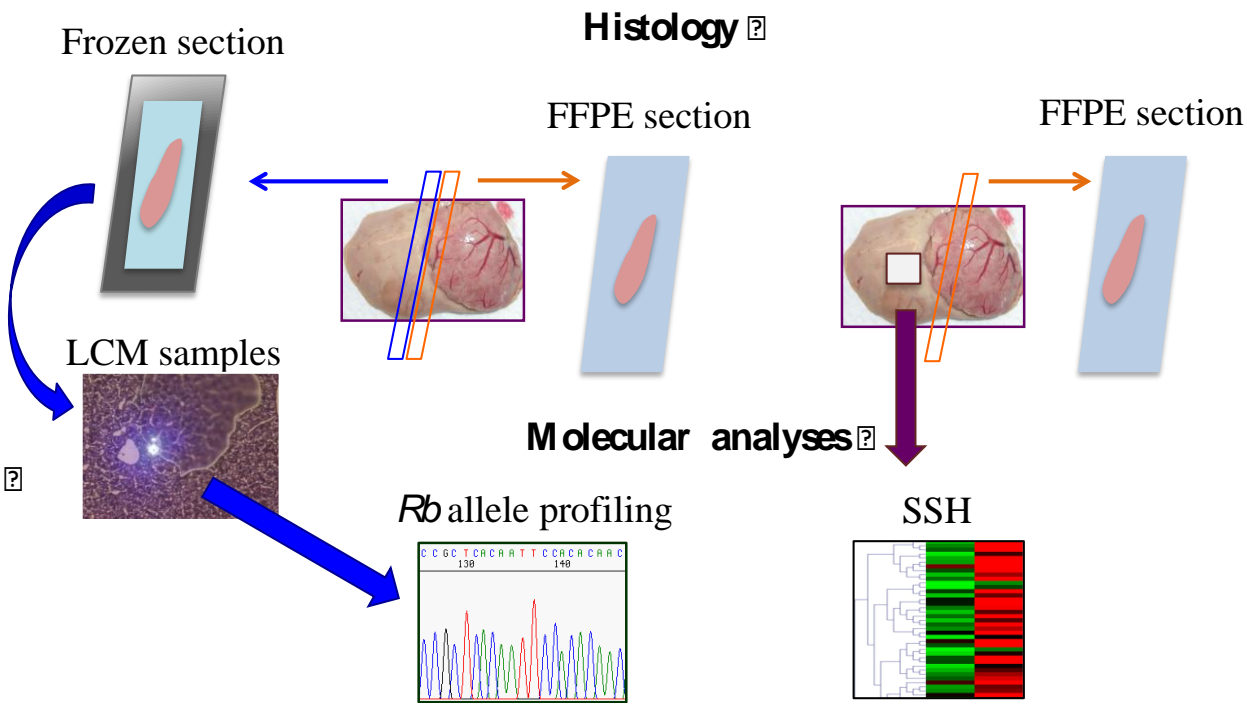 Histology
Frozen section
FFPE section
FFPE section
LCM samples
Molecular analyses
Rb allele profiling
SSH
C C G C T C A C A A T T C C A C A C A A C
130 140